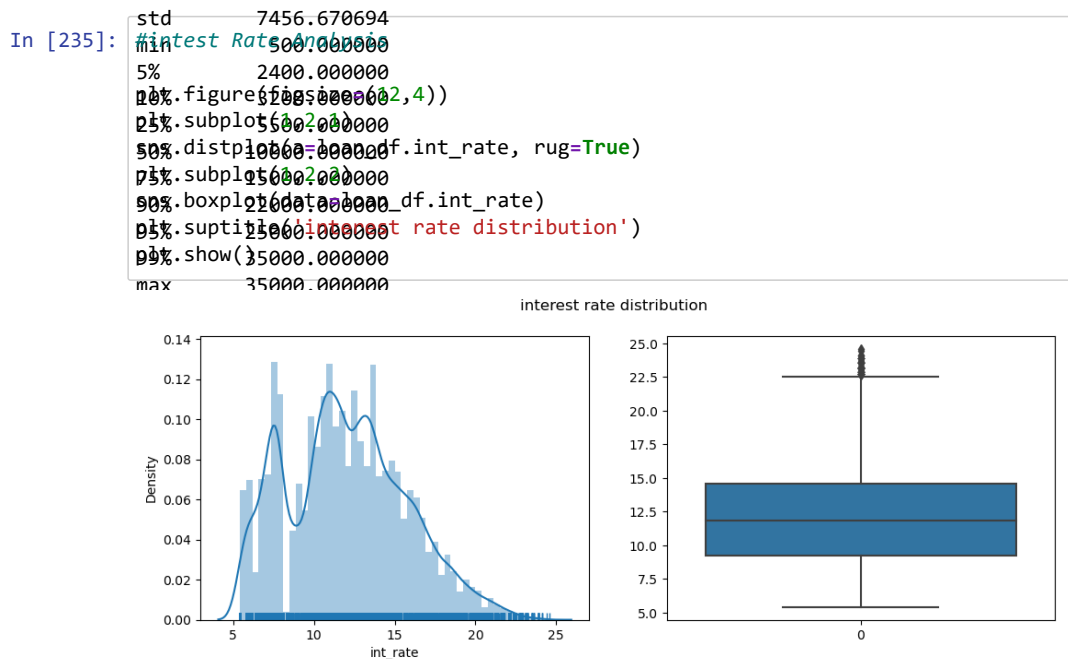 std 7456.670694
In [235]: #intest Rate Analysis
min 500.000000
5% 2400.000000
plt.figure(figsize=(12,4))
10% 3200.000000
plt.subplot(1,2,1)
25% 5500.000000
sns.distplot(a=loan_df.int_rate, rug=True)
50% 10000.000000
plt.subplot(1,2,2)
75% 15000.000000
sns.boxplot(data=loan_df.int_rate)
90% 22000.000000
plt.suptitle('interest rate distribution')
95% 25000.000000
plt.show()
99% 35000.000000
max 35000.000000
interest rate distribution
0.14
0.12
0.10
0.08
0.06
0.04
0.02
0.00
Density
5 10 15 20 25
int_rate
25.0
22.5
20.0
17.5
15.0
12.5
10.0
7.5
5.0
0